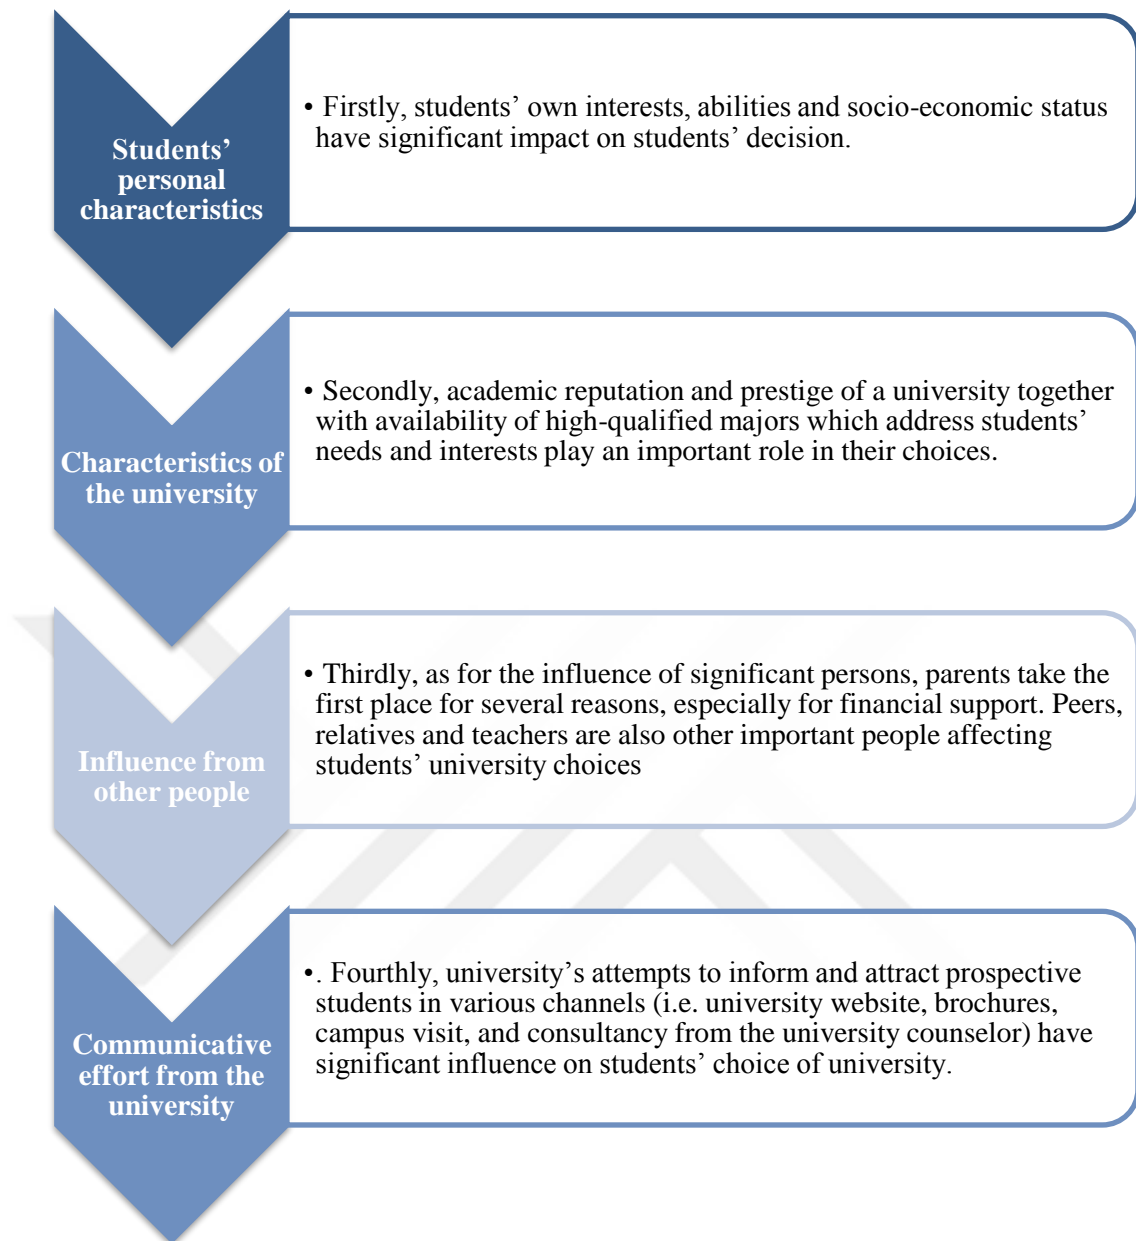 Students’
personal
characteristics
• Firstly, students’ own interests, abilities and socio-economic status
have significant impact on students’ decision.
Characteristics of
the university
• Secondly, academic reputation and prestige of a university together
with availability of high-qualified majors which address students’
needs and interests play an important role in their choices.
Influence from
other people
• Thirdly, as for the influence of significant persons, parents take the
first place for several reasons, especially for financial support. Peers,
relatives and teachers are also other important people affecting
students’ university choices
Communicative
effort from the
university
•. Fourthly, university’s attempts to inform and attract prospective
students in various channels (i.e. university website, brochures,
campus visit, and consultancy from the university counselor) have
significant influence on students’ choice of university.